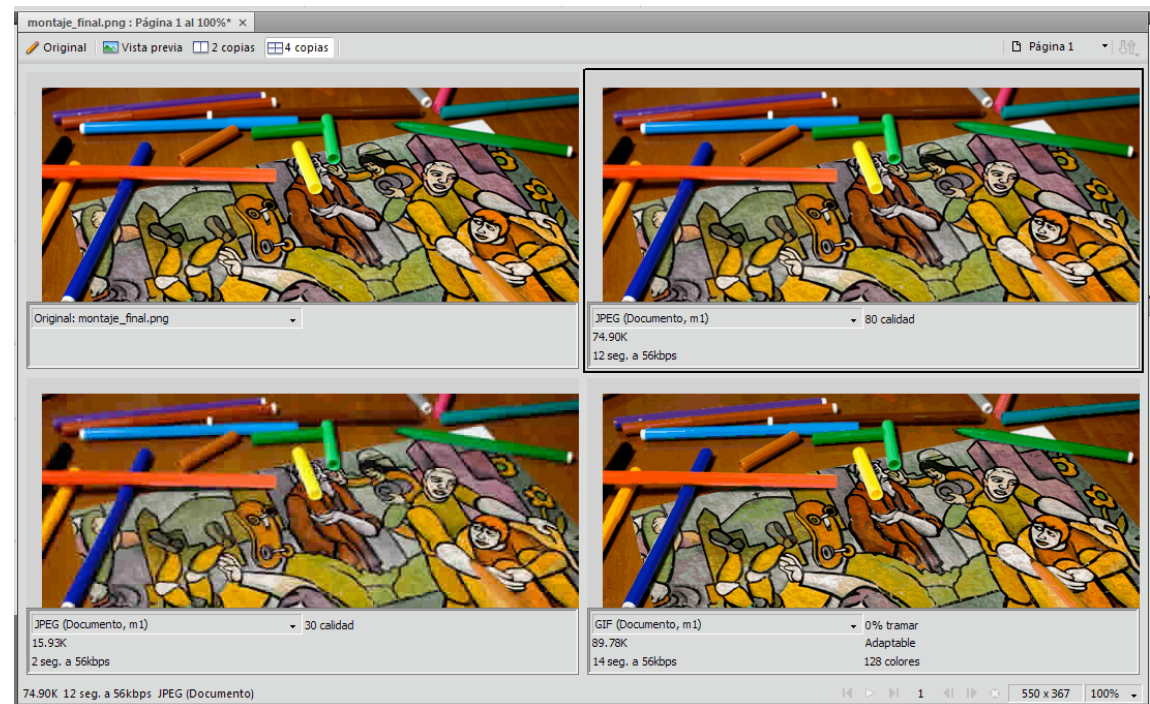 montaje_final.png : Página 1 al 100%* ×
Original Vista previa 2 copias 4 copias Página 1
Original: montaje_final.png
JPEG (Documento, m1) 80 calidad
74.90K
12 seg. a 56kbps
JPEG (Documento, m1) 30 calidad
15.93K
2 seg. a 56kbps
GIF (Documento, m1) 0% tramar
89.78K Adaptable
14 seg. a 56kbps 128 colores
74.90K 12 seg. a 56kbps JPEG (Documento) 1 550 x 367 100%